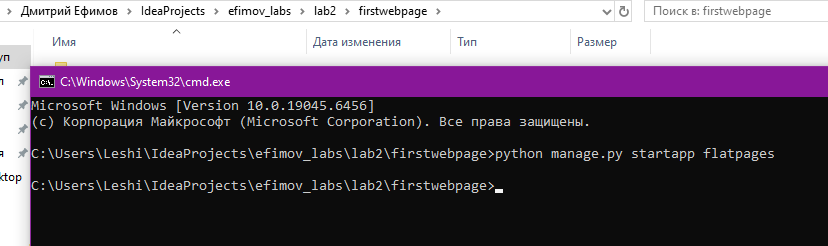 › Дмитрий Ефимов › IdeaProjects › efimov_labs › lab2 › firstwebpage ›
Поиск в: firstwebpage
Имя Дата изменения Тип Размер
уп
C:\Windows\System32\cmd.exe
л
Microsoft Windows [Version 10.0.19045.6456]
(c) Корпорация Майкрософт (Microsoft Corporation). Все права защищены.
C:\Users\Leshi\IdeaProjects\efimov_labs\lab2\firstwebpage>python manage.py startapp flatpages
я
ktop
C:\Users\Leshi\IdeaProjects\efimov_labs\lab2\firstwebpage>